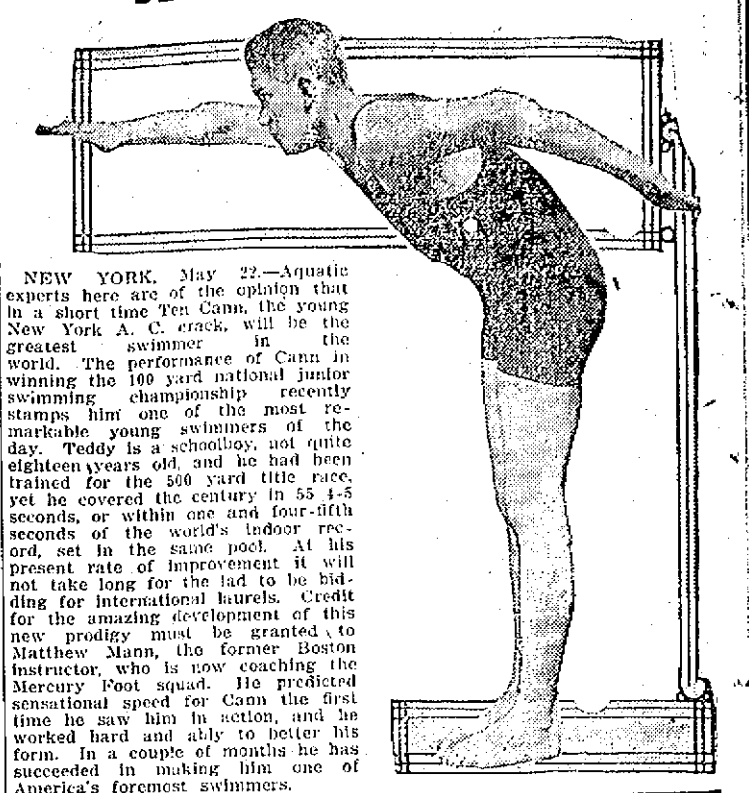 NEW YORK, May 22.—Aquatic
experts here are of the opinion that
in a short time Ten Cann, the young
New York A. C. crack, will be the
greatest swimmer in the
world. The performance of Cann in
winning the 100 yard national junior
swimming championship recently
stamps him one of the most re-
markable young swimmers of the
day. Teddy is a schoolboy, not quite
eighteen years old, and he had been
trained for the 500 yard title race,
yet he covered the century in 55 4-5
seconds, or within one and four-fifth
seconds of the world's indoor rec-
ord, set in the same pool. At his
present rate of improvement it will
not take long for the lad to be bid-
ding for international laurels. Credit
for the amazing development of this
new prodigy must be granted to
Matthew Mann, the former Boston
instructor, who is now coaching the
Mercury Foot squad. He predicted
sensational speed for Cann the first
time he saw him in action, and he
worked hard and ably to better his
form. In a couple of months he has
succeeded in making him one of
America's foremost swimmers.